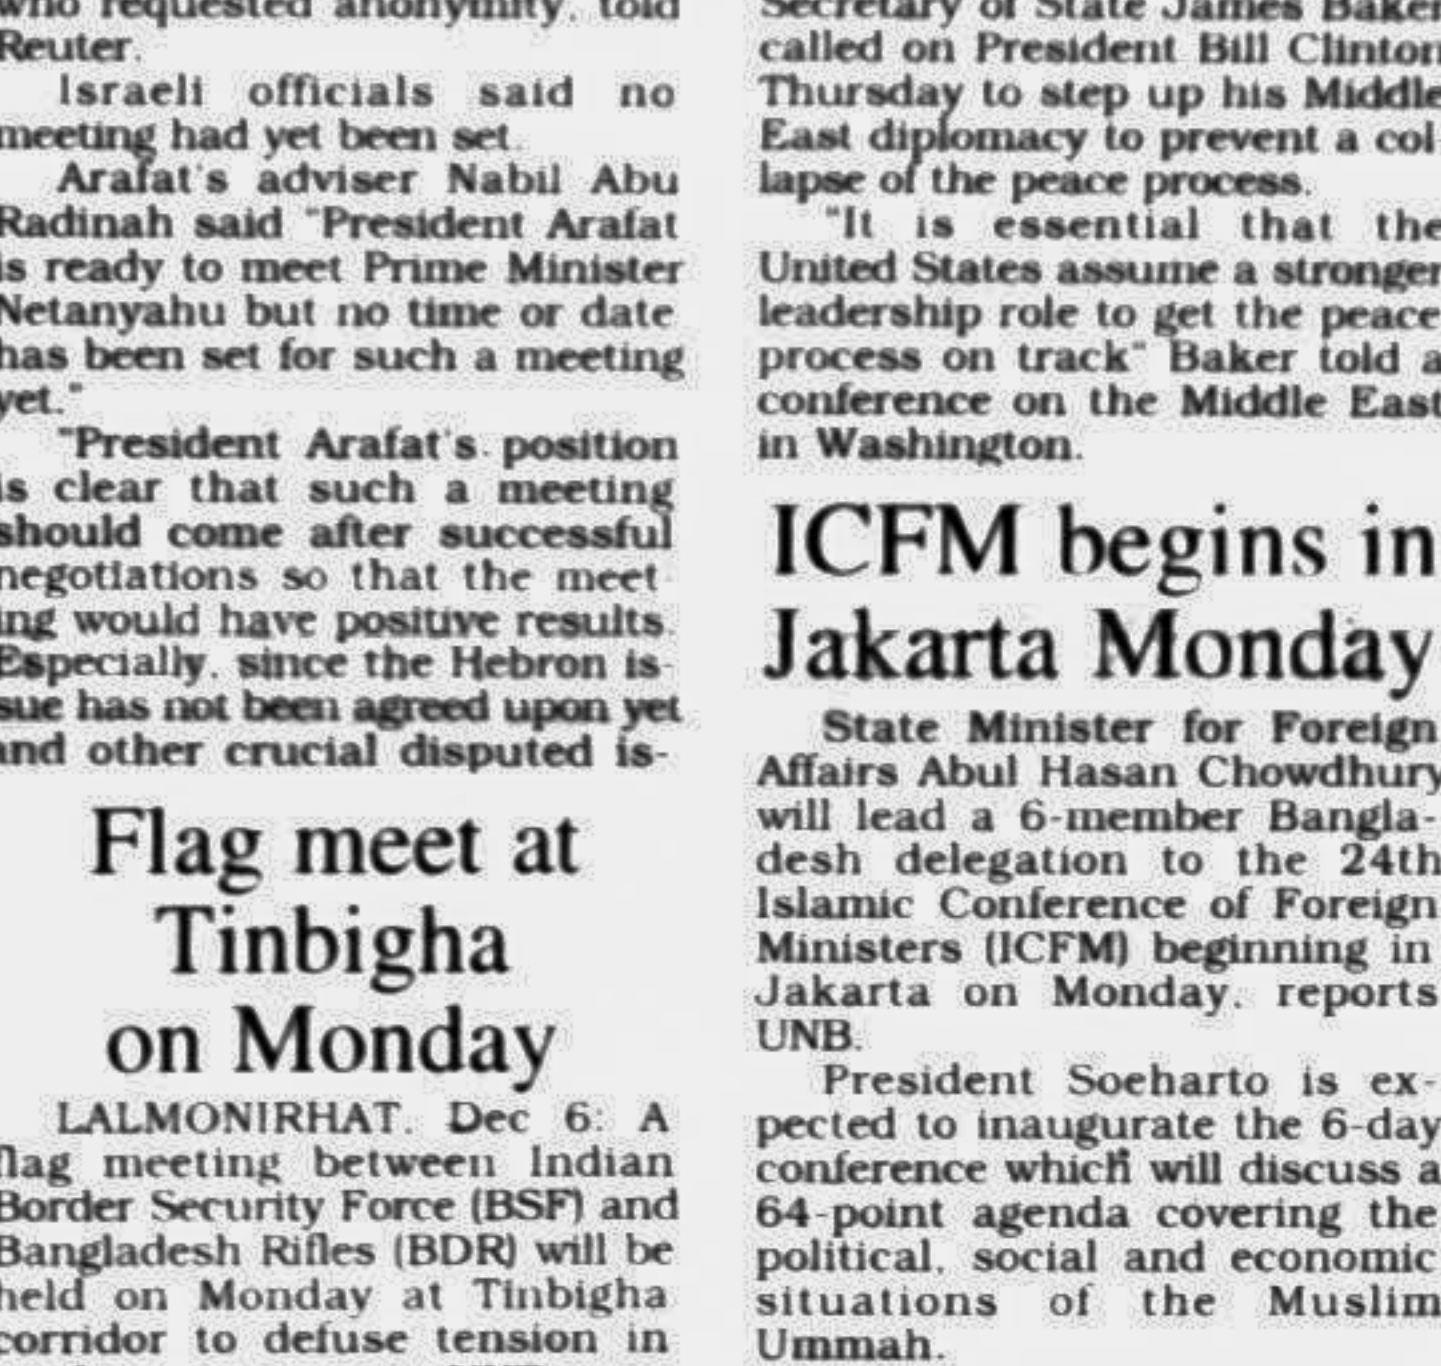 who requested anonymity, told
Reuter.
Israeli officials said no
meeting had yet been set.
Arafat's adviser Nabil Abu
Radinah said "President Arafat
is ready to meet Prime Minister
Netanyahu but no time or date
has been set for such a meeting
yet."
"President Arafat's position
is clear that such a meeting
should come after successful
negotiations so that the meet-
ing would have positive results.
Especially, since the Hebron is-
sue has not been agreed upon yet
and other crucial disputed is-
Flag meet at
Tinbigha
on Monday
LALMONIRHAT, Dec 6: A
flag meeting between Indian
Border Security Force (BSF) and
Bangladesh Rifles (BDR) will be
held on Monday at Tinbigha
corridor to defuse tension in
Secretary of State James Baker
called on President Bill Clinton
Thursday to step up his Middle
East diplomacy to prevent a col-
lapse of the peace process.
"It is essential that the
United States assume a stronger
leadership role to get the peace
process on track" Baker told a
conference on the Middle East
in Washington.
ICFM begins in
Jakarta Monday
State Minister for Foreign
Affairs Abul Hasan Chowdhury
will lead a 6-member Bangla-
desh delegation to the 24th
Islamic Conference of Foreign
Ministers (ICFM) beginning in
Jakarta on Monday, reports
UNB.
President Soeharto is ex-
pected to inaugurate the 6-day
conference which will discuss a
64-point agenda covering the
political, social and economic
situations of the Muslim
Ummah.